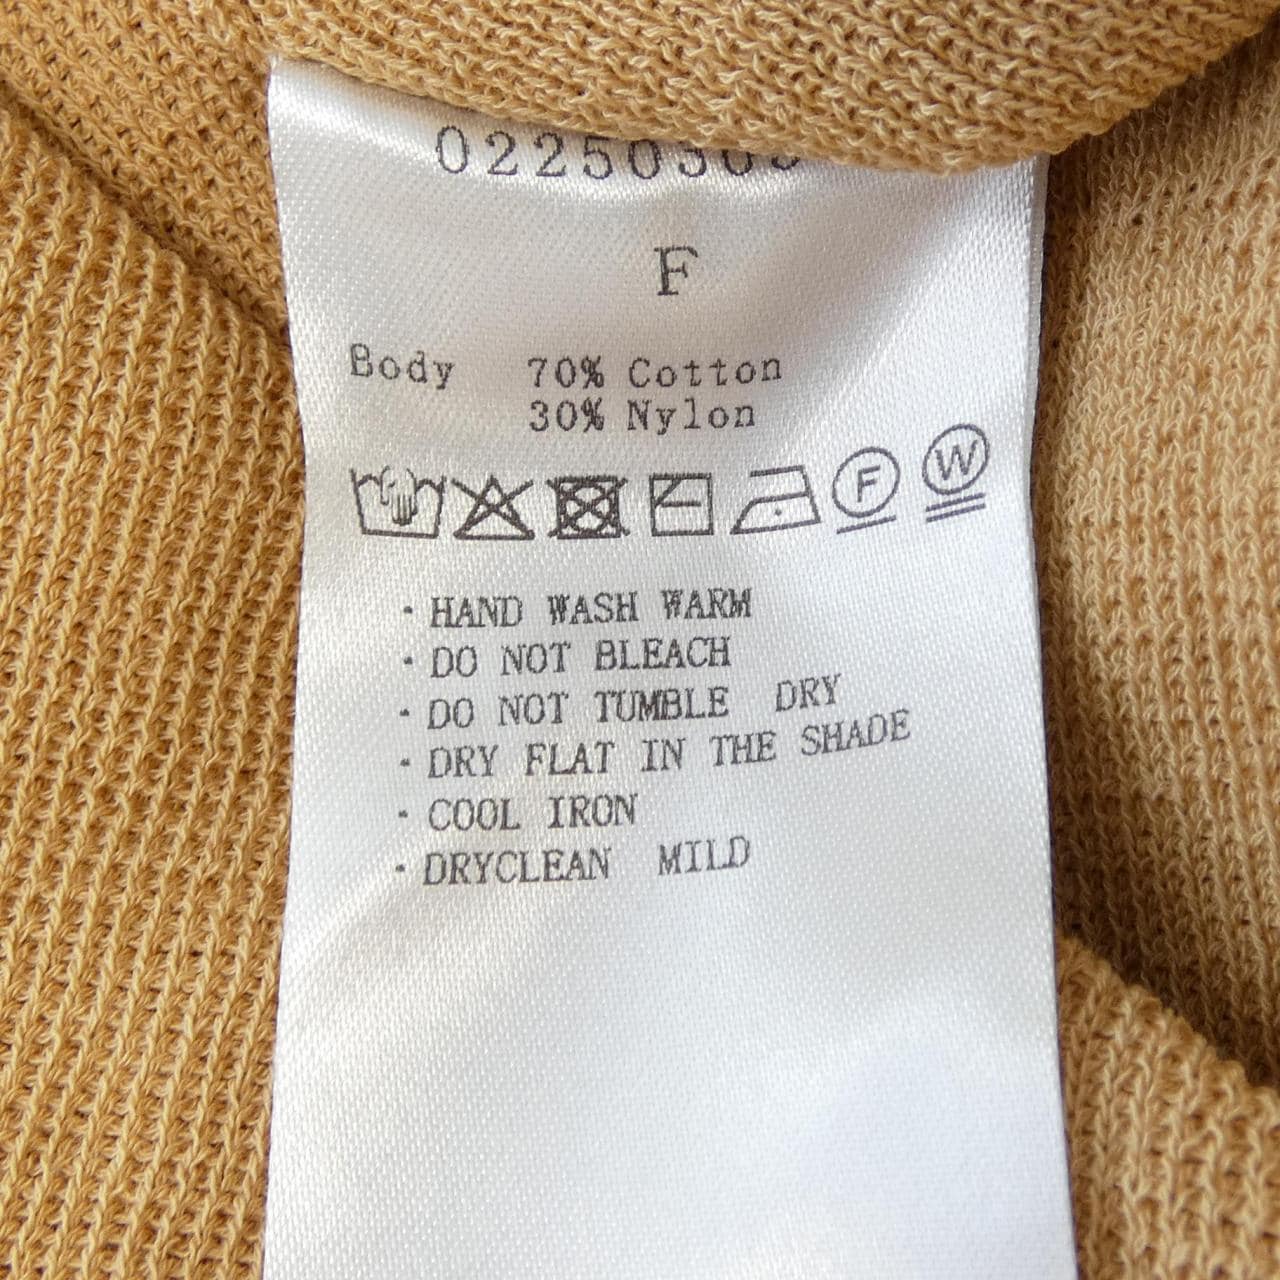 F
Body 70% Cotton
30% Nylon
F W
· HAND WASH WARM
· DO NOT BLEACH
· DO NOT TUMBLE DRY
· DRY FLAT IN THE SHADE
· COOL IRON
· DRYCLEAN MILD